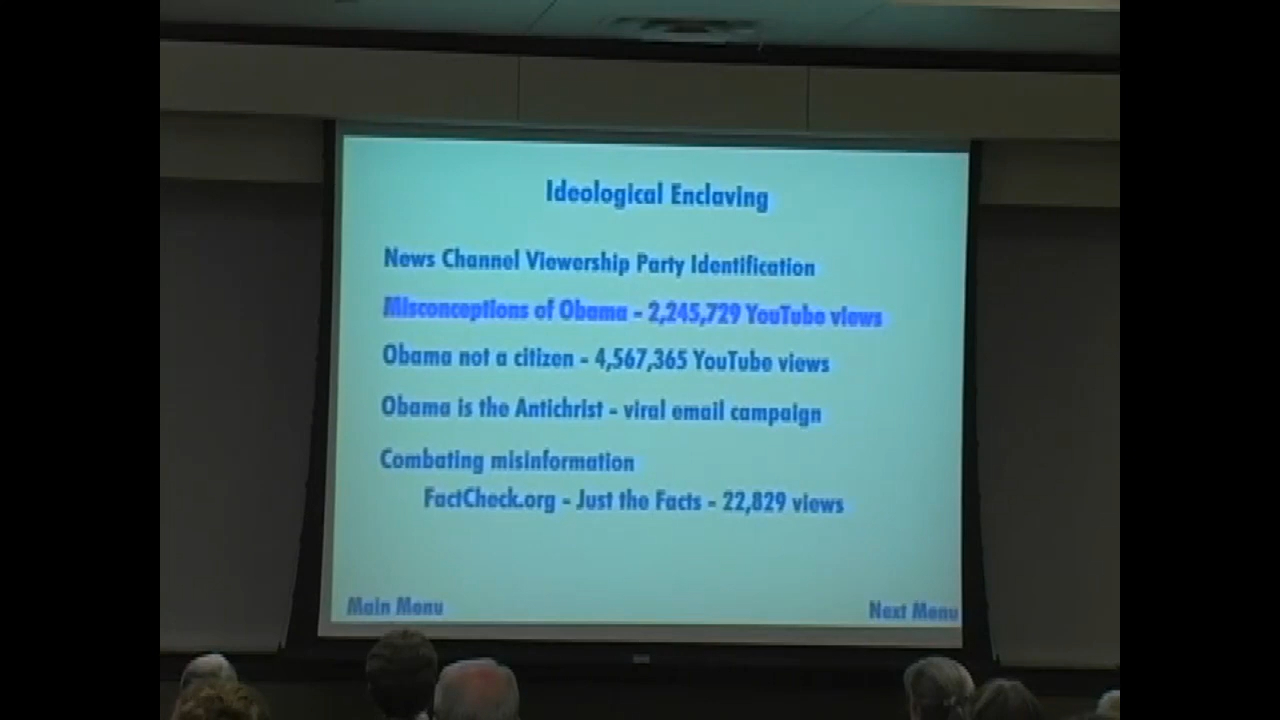 Ideological Enclaving
News Channel Viewership Party Identification
Misconceptions of Obama - 2,245,729 YouTube views
Obama not a citizen - 4,567,365 YouTube views
Obama is the Antichrist - viral email campaign
Combating misinformation
FactCheck.org - Just the Facts - 22,829 views
Main Menu
Next Menu